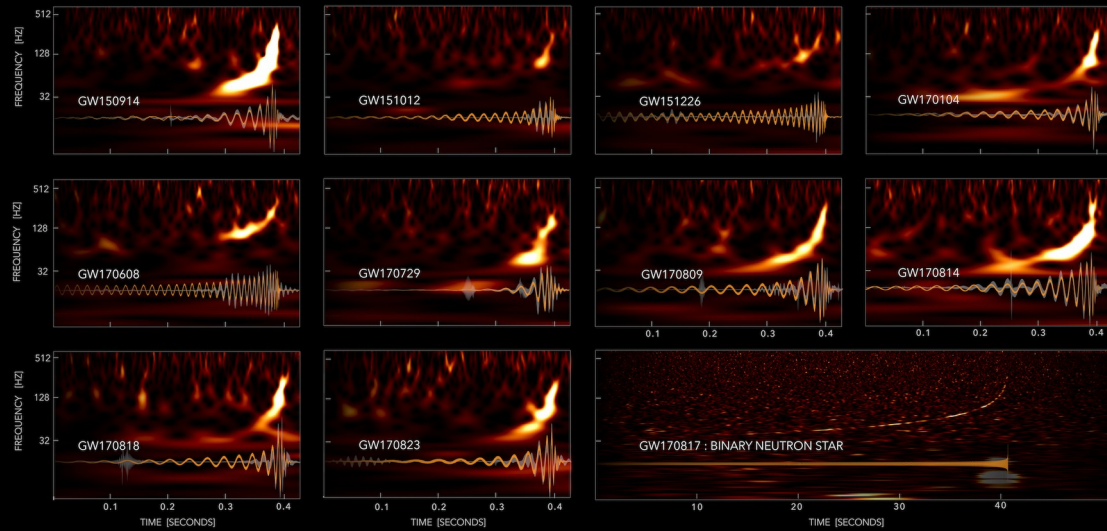 FREQUENCY [HZ]
512
128
32
GW150914
GW151012
GW151226
GW170104
FREQUENCY [HZ]
512
128
32
GW170608
GW170729
GW170809
GW170814
0.1 0.2 0.3 0.4
0.1 0.2 0.3 0.4
FREQUENCY [HZ]
512
128
32
GW170818
GW170823
GW170817 : BINARY NEUTRON STAR
0.1 0.2 0.3 0.4
0.1 0.2 0.3 0.4
10 20 30 40
TIME [SECONDS]
TIME [SECONDS]
TIME [SECONDS]